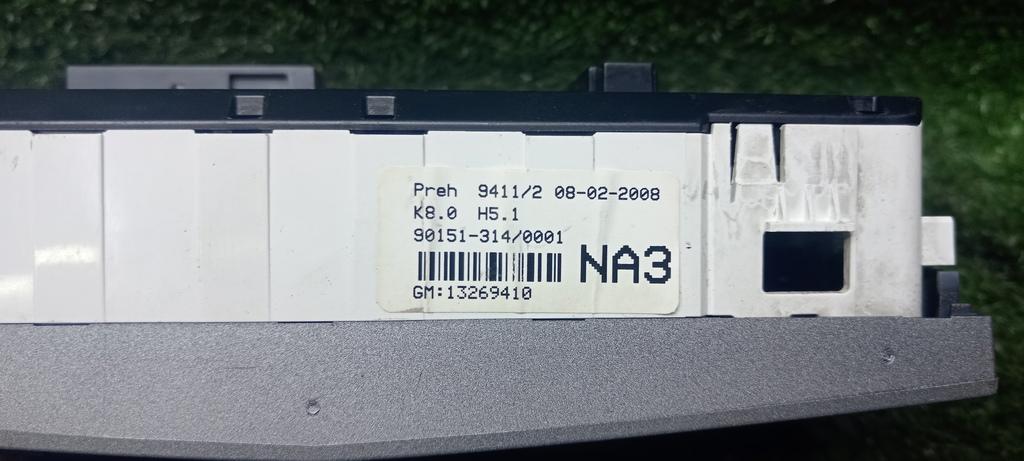 Preh 9411/2 08-02-2008
K8.0 H5.1
90151-314/0001
NA3
GM:13269410